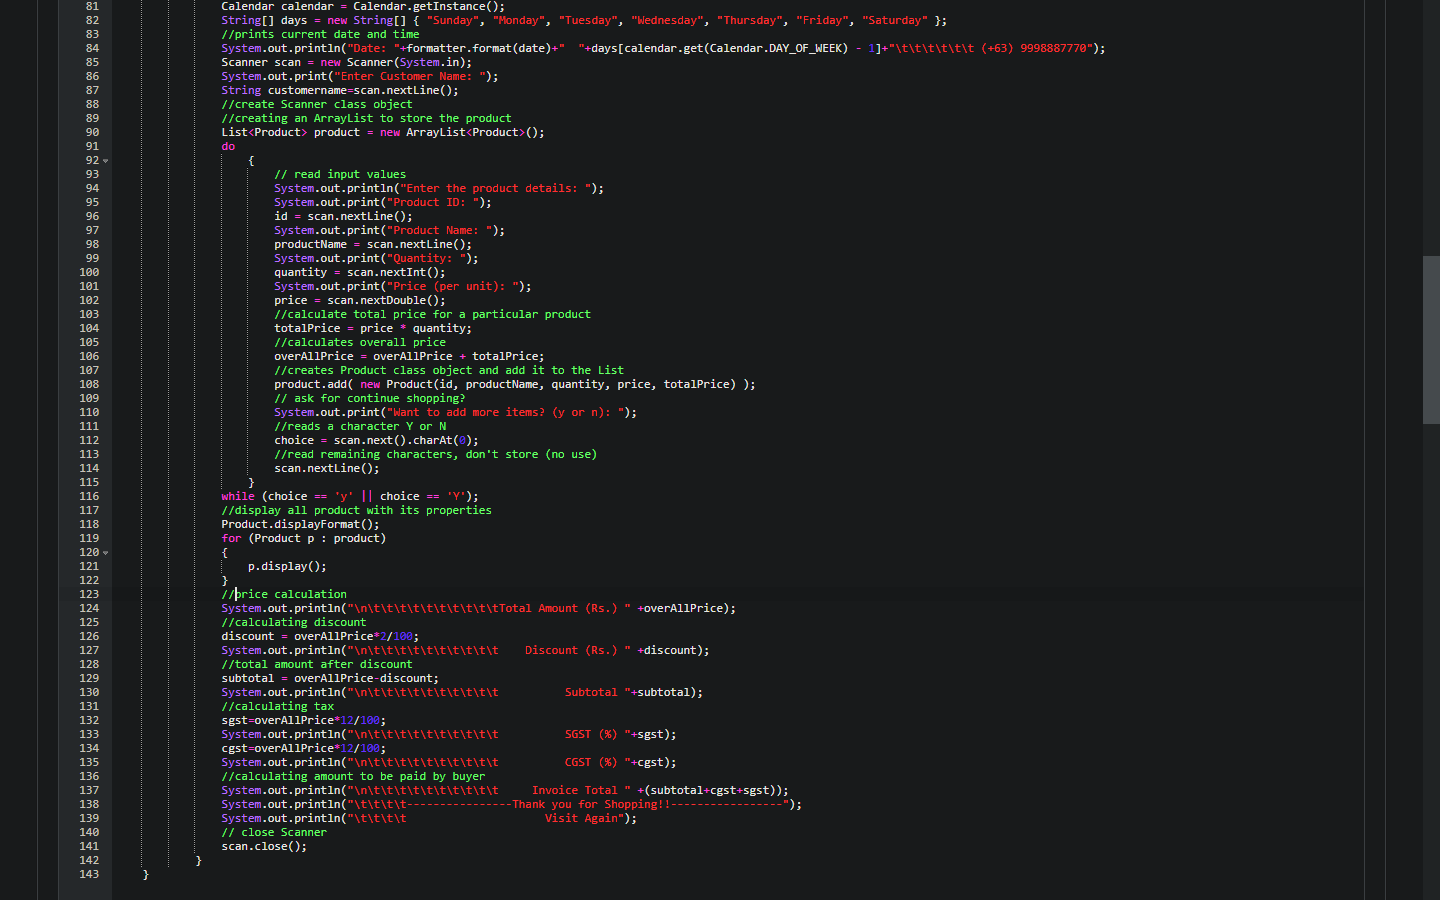 81 Calendar calendar = Calendar.getInstance();
82 String[] days = new String[] { "Sunday", "Monday", "Tuesday", "Wednesday", "Thursday", "Friday", "Saturday" };
83 //prints current date and time
84 System.out.println("Date: "+formatter.format(date)+"  "+days[calendar.get(Calendar.DAY_OF_WEEK) - 1]+"\t\t\t\t\t\t (+63) 9998887770");
85 Scanner scan = new Scanner(System.in);
86 System.out.print("Enter Customer Name: ");
87 String customername=scan.nextLine();
88 //create Scanner class object
89 //creating an ArrayList to store the product
90 List<Product> product = new ArrayList<Product>();
91 do
92 {
93 // read input values
94 System.out.println("Enter the product details: ");
95 System.out.print("Product ID: ");
96 id = scan.nextLine();
97 System.out.print("Product Name: ");
98 productName = scan.nextLine();
99 System.out.print("Quantity: ");
100 quantity = scan.nextInt();
101 System.out.print("Price (per unit): ");
102 price = scan.nextDouble();
103 //calculate total price for a particular product
104 totalPrice = price * quantity;
105 //calculates overall price
106 overAllPrice = overAllPrice + totalPrice;
107 //creates Product class object and add it to the List
108 product.add( new Product(id, productName, quantity, price, totalPrice) );
109 // ask for continue shopping?
110 System.out.print("Want to add more items? (y or n): ");
111 //reads a character Y or N
112 choice = scan.next().charAt(0);
113 //read remaining characters, don't store (no use)
114 scan.nextLine();
115 }
116 while (choice == 'y' || choice == 'Y');
117 //display all product with its properties
118 Product.displayFormat();
119 for (Product p : product)
120 {
121 p.display();
122 }
123 //price calculation
124 System.out.println("\n\t\t\t\t\t\t\t\t\t\tTotal Amount (Rs.) " +overAllPrice);
125 //calculating discount
126 discount = overAllPrice*2/100;
127 System.out.println("\n\t\t\t\t\t\t\t\t\t\t    Discount (Rs.) " +discount);
128 //total amount after discount
129 subtotal = overAllPrice-discount;
130 System.out.println("\n\t\t\t\t\t\t\t\t\t\t          Subtotal "+subtotal);
131 //calculating tax
132 sgst=overAllPrice*12/100;
133 System.out.println("\n\t\t\t\t\t\t\t\t\t\t          SGST (%) "+sgst);
134 cgst=overAllPrice*12/100;
135 System.out.println("\n\t\t\t\t\t\t\t\t\t\t          CGST (%) "+cgst);
136 //calculating amount to be paid by buyer
137 System.out.println("\n\t\t\t\t\t\t\t\t\t\t     Invoice Total " +(subtotal+cgst+sgst));
138 System.out.println("\t\t\t\t----------------Thank you for Shopping!!-----------------");
139 System.out.println("\t\t\t\t                     Visit Again");
140 // close Scanner
141 scan.close();
142 }
143 }